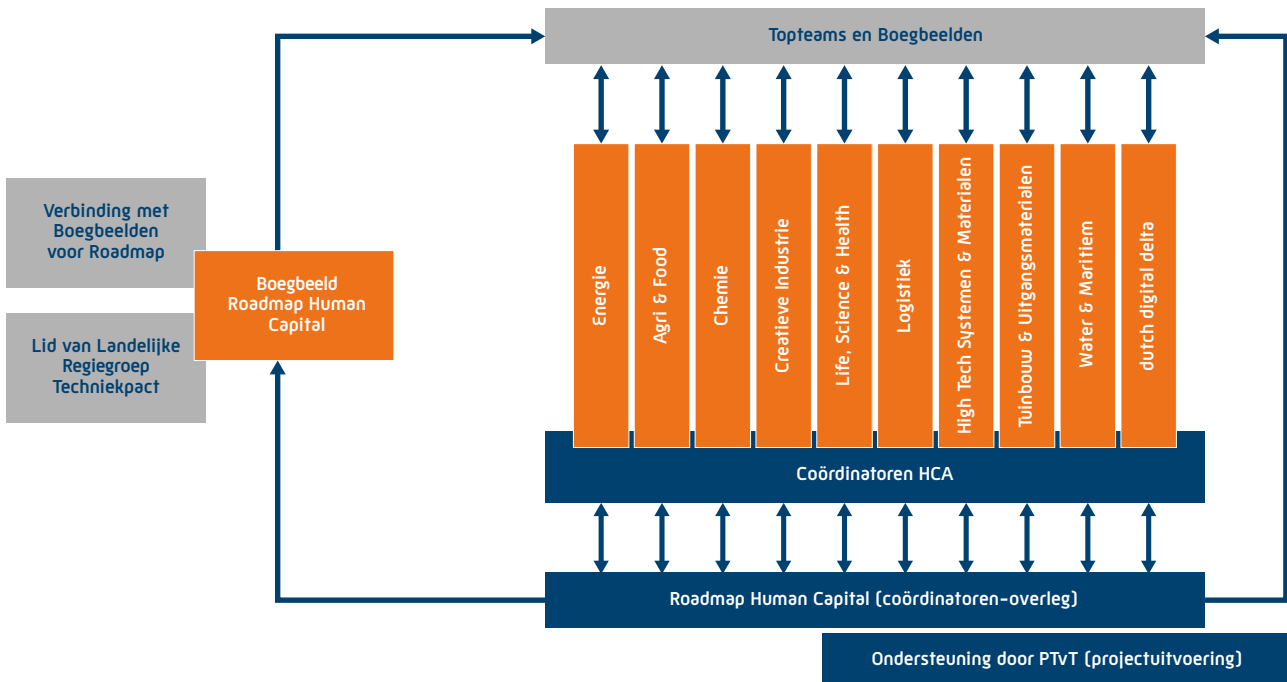 Topteams en Boegbeelden
Verbinding met
Boegbeelden
voor Roadmap
Boegbeeld
Roadmap Human
Capital
Lid van Landelijke
Regiegroep
Techniekpact
Energie
Agri & Food
Chemie
Creatieve Industrie
Life, Science & Health
Logistiek
High Tech Systemen & Materialen
Tuinbouw & Uitgangsmaterialen
Water & Maritiem
dutch digital delta
Coördinatoren HCA
Roadmap Human Capital (coördinatoren-overleg)
Ondersteuning door PTvT (projectuitvoering)